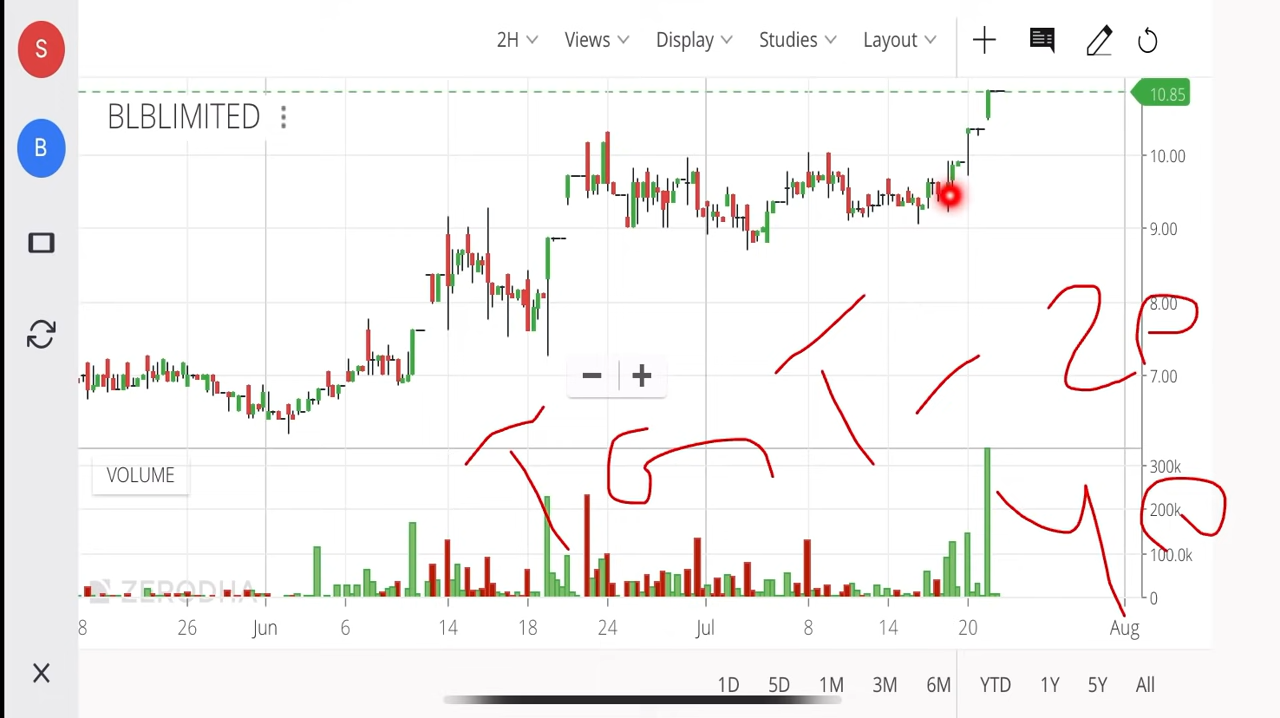 S 2H Views Display Studies Layout
10.85
BLBLIMITED
B
10.00
9.00
8.00
7.00
VOLUME
300k
200k
100.0k
ZERODHA
0
8 26 Jun 6 14 18 24 Jul 8 14 20 Aug
1D 5D 1M 3M 6M YTD 1Y 5Y All